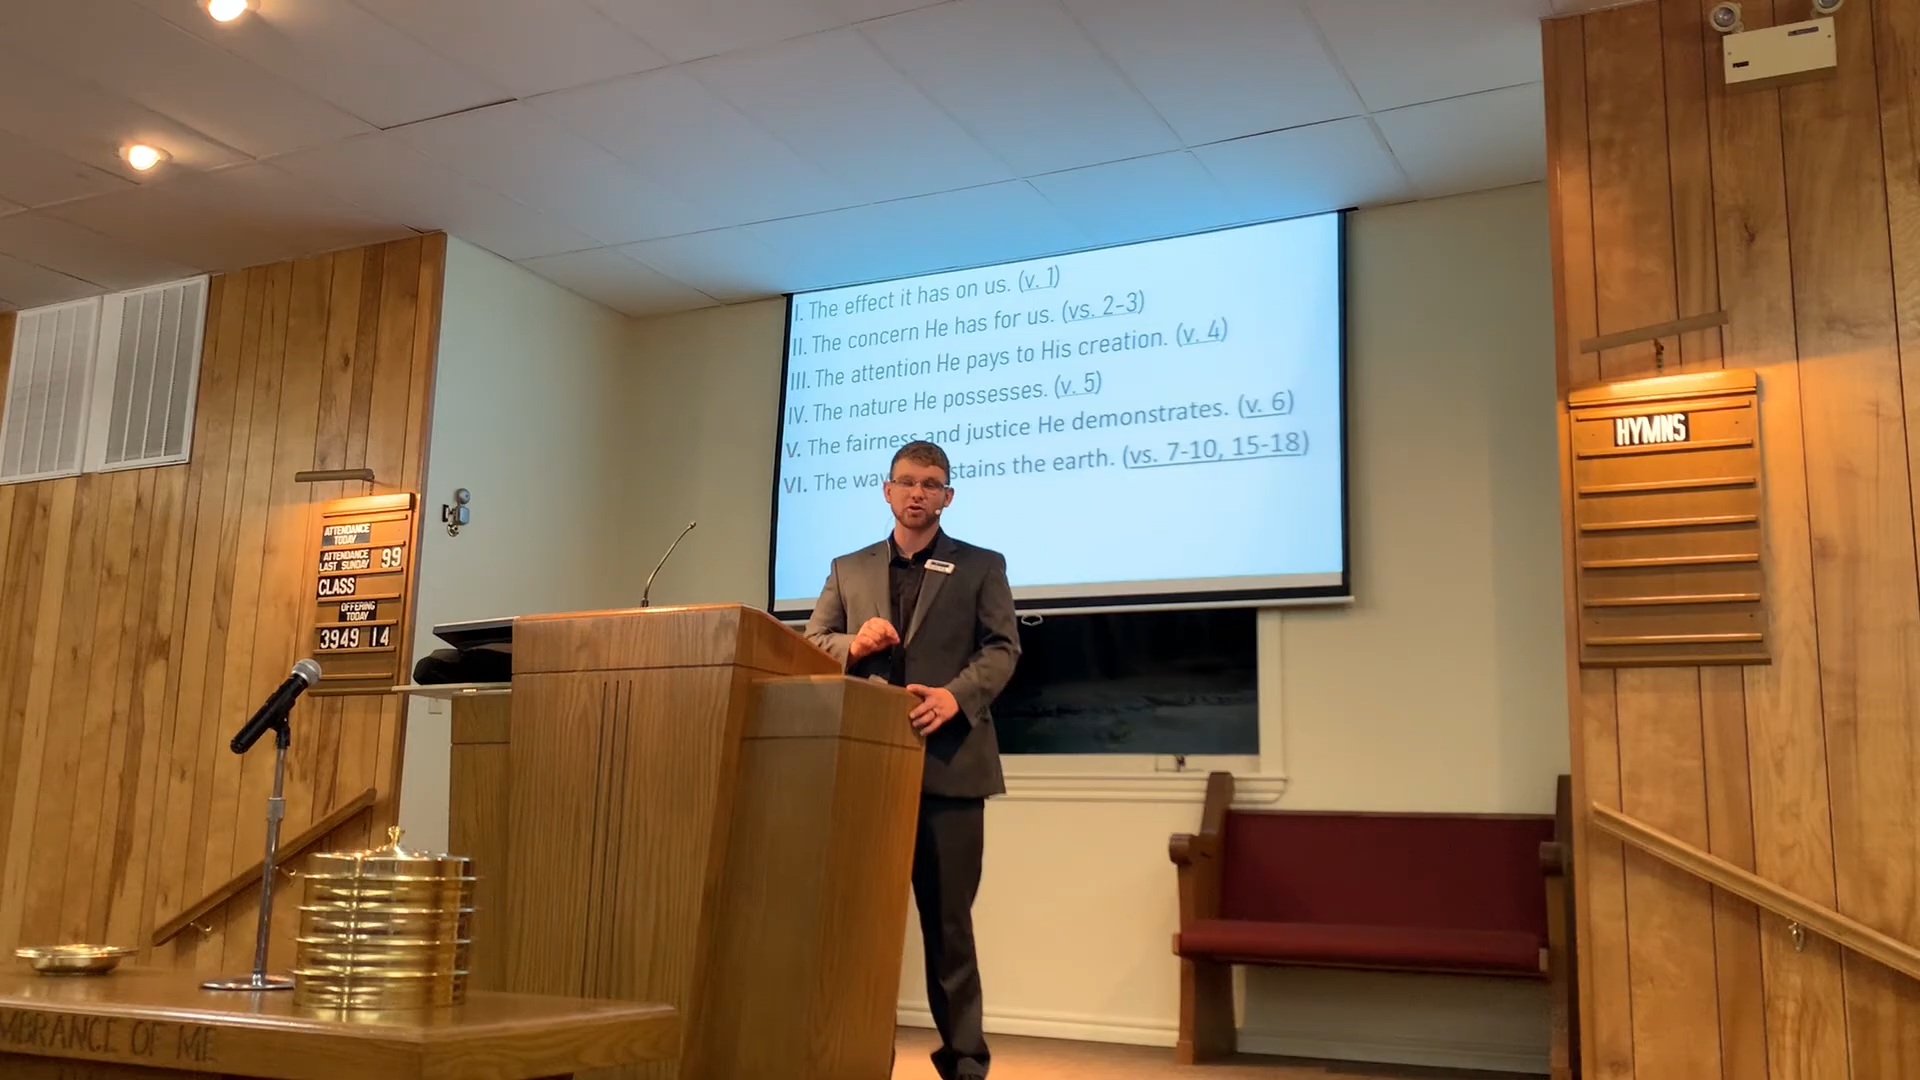 I. The effect it has on us. (v. 1)
II. The concern He has for us. (vs. 2-3)
III. The attention He pays to His creation. (v. 4)
IV. The nature He possesses. (v. 5)
V. The fairness and justice He demonstrates. (v. 6)
VI. The way stains the earth. (vs. 7-10, 15-18)
HYMNS
ATTENDANCE
TODAY
ATTENDANCE
LAST SUNDAY 99
CLASS
OFFERING
TODAY
3949 14
MBRANCE OF ME